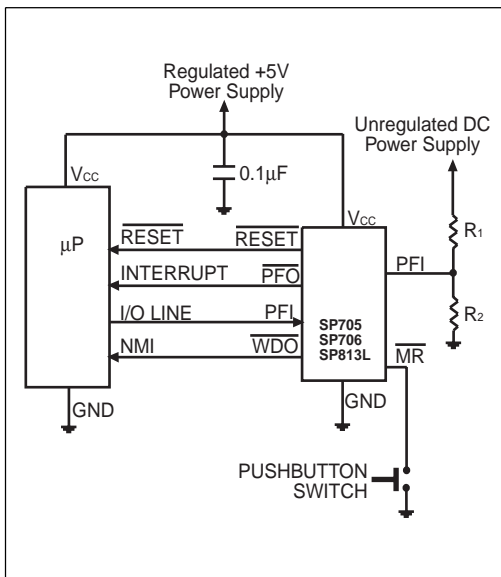 Regulated +5V
Power Supply
Unregulated DC
Power Supply
VCC
0.1µF
VCC
µP
RESET
RESET
R1
INTERRUPT
PFO
PFI
I/O LINE
PFI
SP705
SP706
SP813L
R2
NMI
WDO
MR
GND
GND
PUSHBUTTON
SWITCH